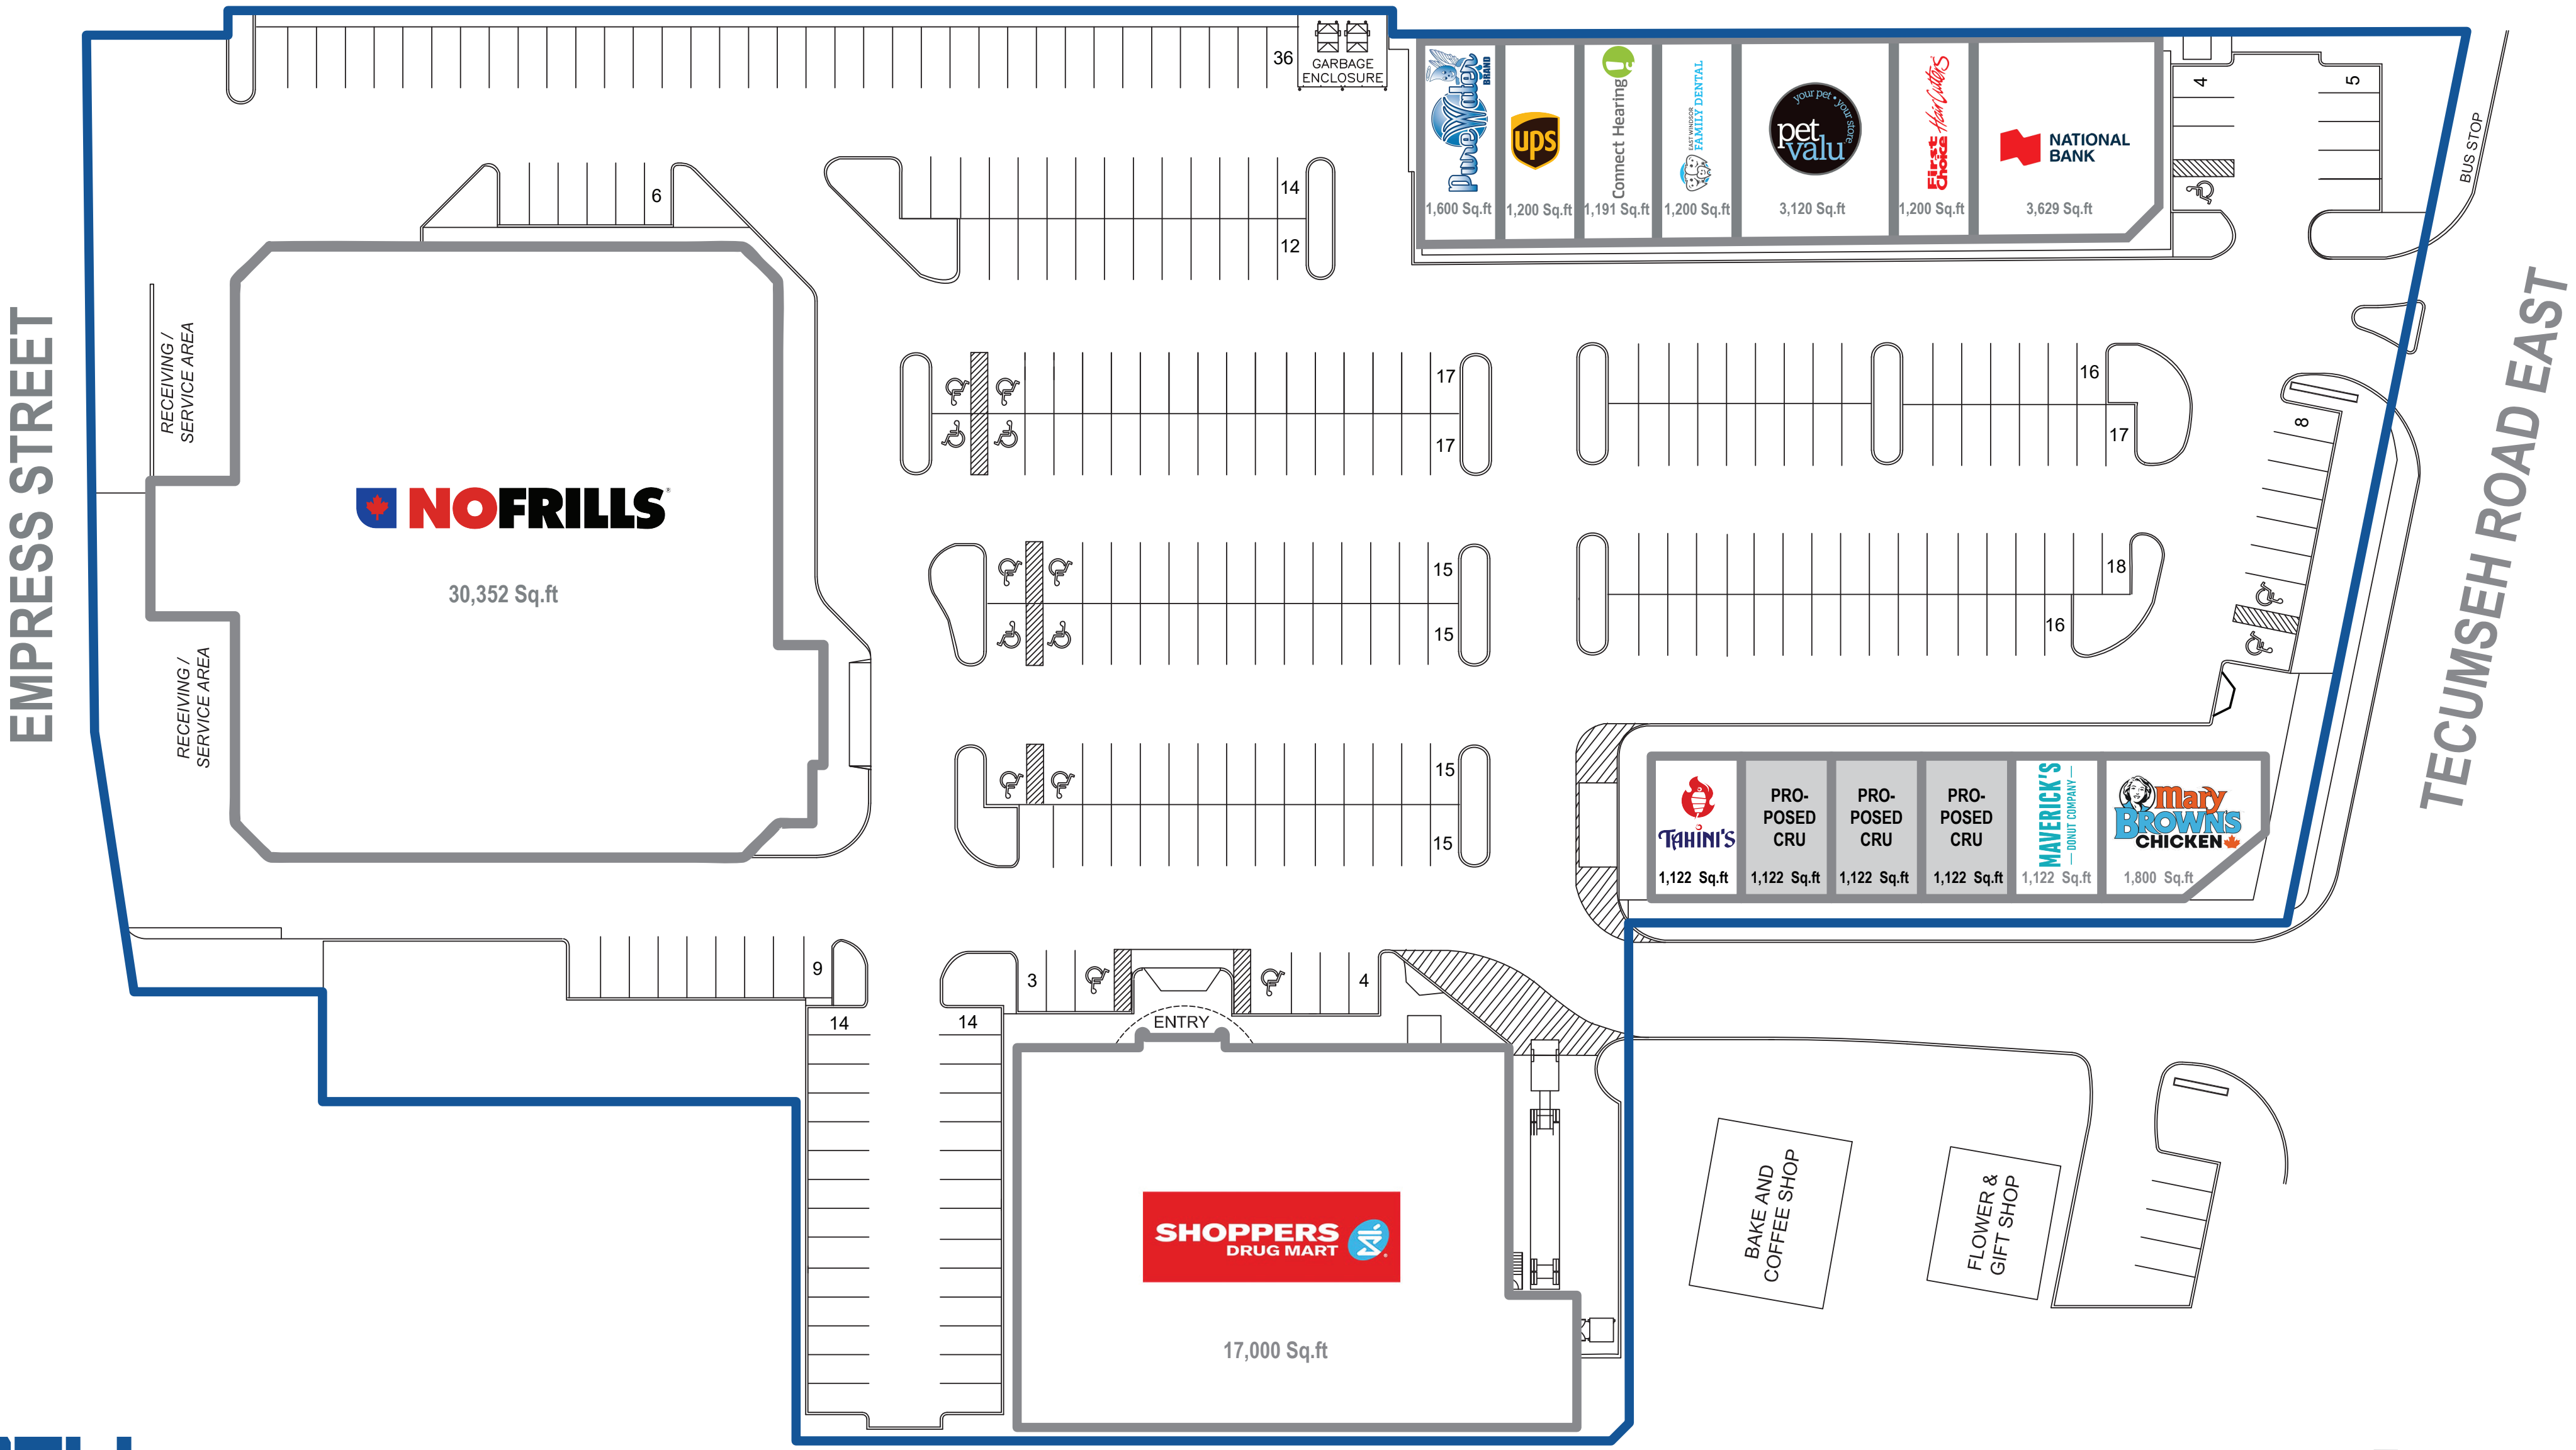 36
GARBAGE
ENCLOSURE
PureWater
BRAND
1,600 Sq.ft
ups
1,200 Sq.ft
Connect Hearing
1,191 Sq.ft
EAST WINDSOR
FAMILY DENTAL
1,200 Sq.ft
your pet • your store
pet
valu
3,120 Sq.ft
First
Choice HairCutters
1,200 Sq.ft
NATIONAL
BANK
3,629 Sq.ft
4
5
BUS STOP
6
14
12
EMPRESS STREET
RECEIVING /
SERVICE AREA
RECEIVING /
SERVICE AREA
NOFRILLS
30,352 Sq.ft
17
17
16
17
8
TECUMSEH ROAD EAST
15
15
18
16
15
15
TAHINI'S
1,122 Sq.ft
PRO-
POSED
CRU
1,122 Sq.ft
PRO-
POSED
CRU
1,122 Sq.ft
PRO-
POSED
CRU
1,122 Sq.ft
MAVERICK'S
— DONUT COMPANY —
1,122 Sq.ft
mary
BROWN'S
CHICKEN
1,800 Sq.ft
9
3
4
14
14
ENTRY
SHOPPERS
DRUG MART
17,000 Sq.ft
BAKE AND
COFFEE SHOP
FLOWER &
GIFT SHOP